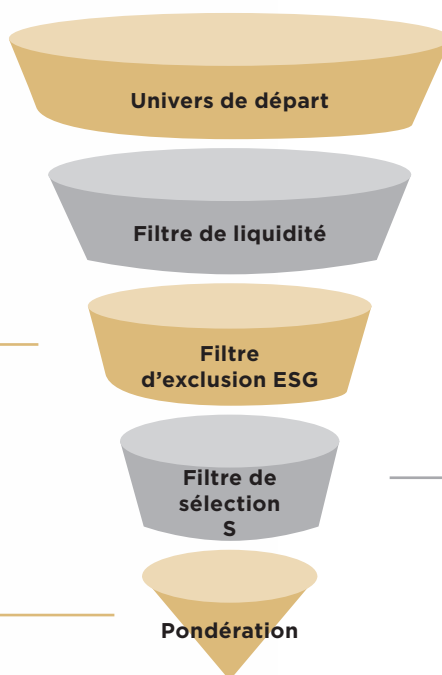 Univers de départ
Filtre de liquidité
Filtre
d’exclusion ESG
Filtre de
sélection
S
Pondération